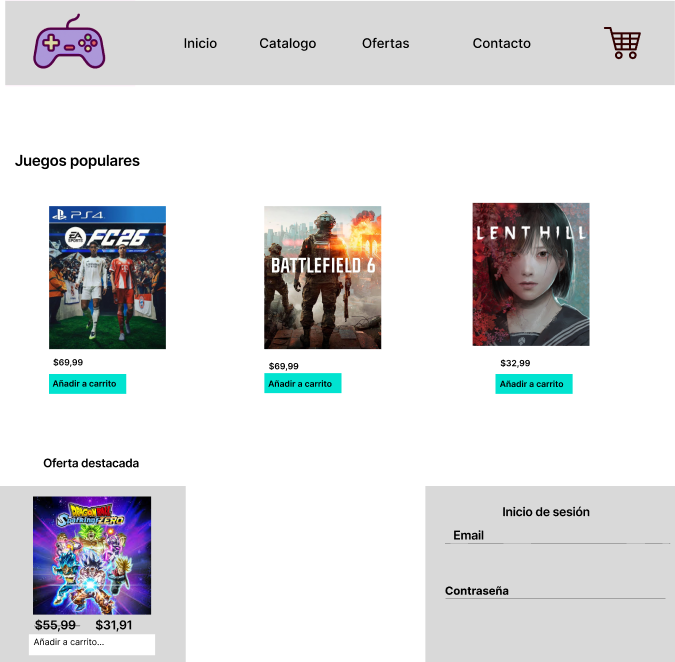 Inicio Catalogo Ofertas Contacto
Juegos populares
PS4
EA SPORTS FC26
BATTLEFIELD 6
LENT HILL
$69,99
$69,99
$32,99
Añadir a carrito
Añadir a carrito
Añadir a carrito
Oferta destacada
DRAGON BALL
Sparking! ZERO
$55,99 $31,91
Añadir a carrito...
Inicio de sesión
Email
Contraseña